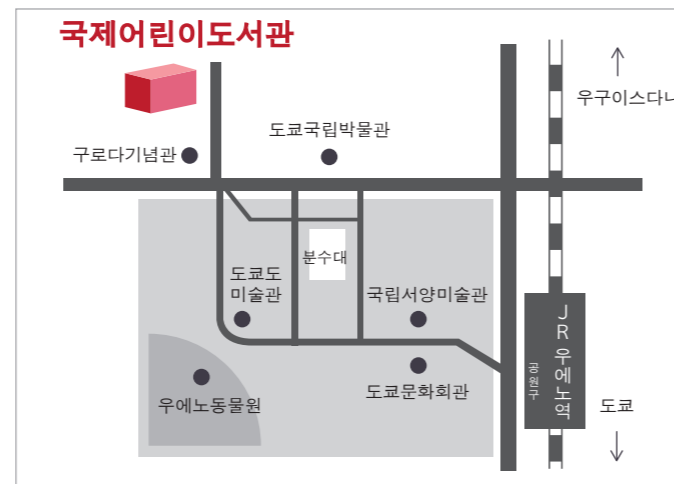 국제어린이도서관
우구이스다니
도쿄국립박물관
구로다기념관
분수대
도쿄도
미술관
국립서양미술관
JR 우에노역
공원구
도쿄문화회관
우에노동물원
도쿄